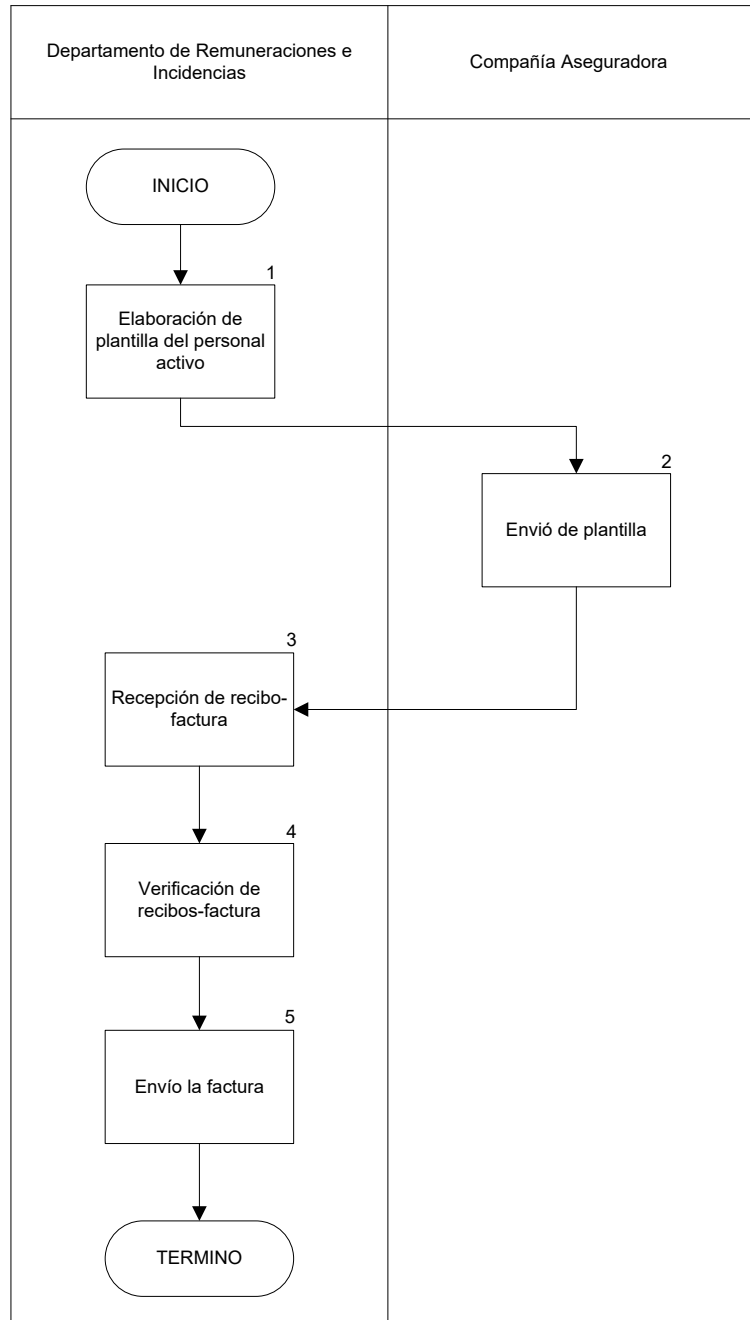 Departamento de Remuneraciones e
Incidencias
Compañía Aseguradora
INICIO
1
Elaboración de
plantilla del personal
activo
2
Envió de plantilla
3
Recepción de recibo-
factura
4
Verificación de
recibos-factura
5
Envío la factura
TERMINO